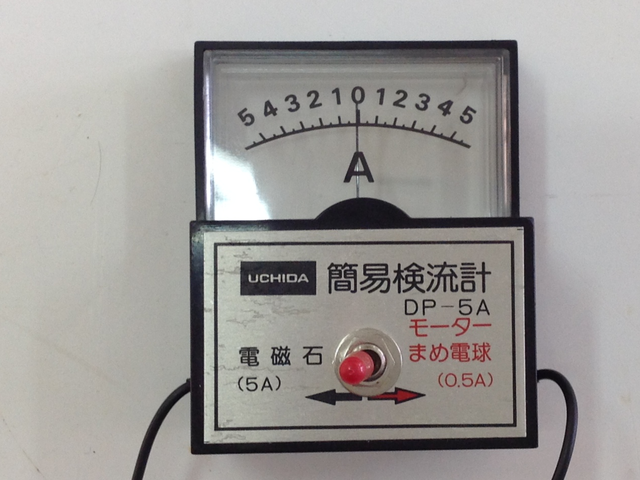 5 4 3 2 1 0 1 2 3 4 5
A
UCHIDA 簡易検流計
DP-5A
モーター
電磁石 まめ電球
(5A) (0.5A)